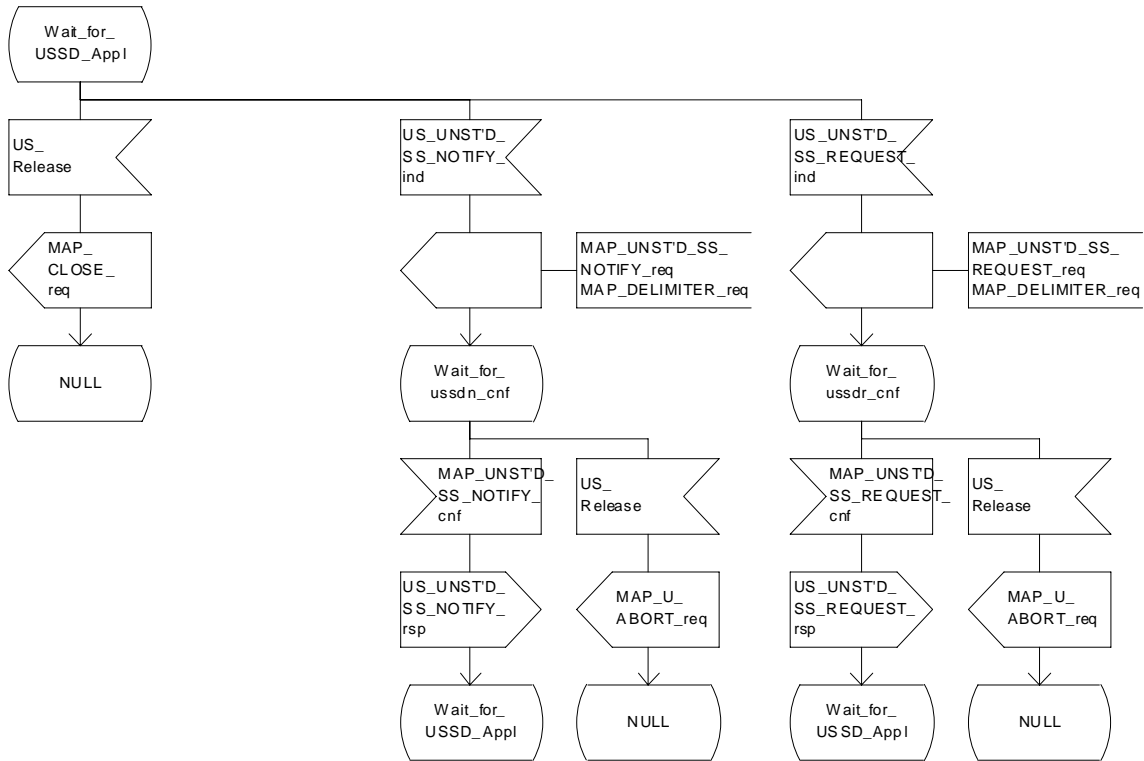 Wait_for_
USSD_Appl
US_
Release
US_UNST'D_
SS_NOTIFY_
ind
US_UNST'D_
SS_REQUEST_
ind
MAP_
CLOSE_
req
MAP_UNST'D_SS_
NOTIFY_req
MAP_DELIMITER_req
MAP_UNST'D_SS_
REQUEST_req
MAP_DELIMITER_req
NULL
Wait_for_
ussdn_cnf
Wait_for_
ussdr_cnf
MAP_UNST'D_
SS_NOTIFY_
cnf
US_
Release
MAP_UNST'D_
SS_REQUEST_
cnf
US_
Release
US_UNST'D_
SS_NOTIFY_
rsp
MAP_U_
ABORT_req
US_UNST'D_
SS_REQUEST_
rsp
MAP_U_
ABORT_req
Wait_for_
USSD_Appl
NULL
Wait_for_
USSD_Appl
NULL